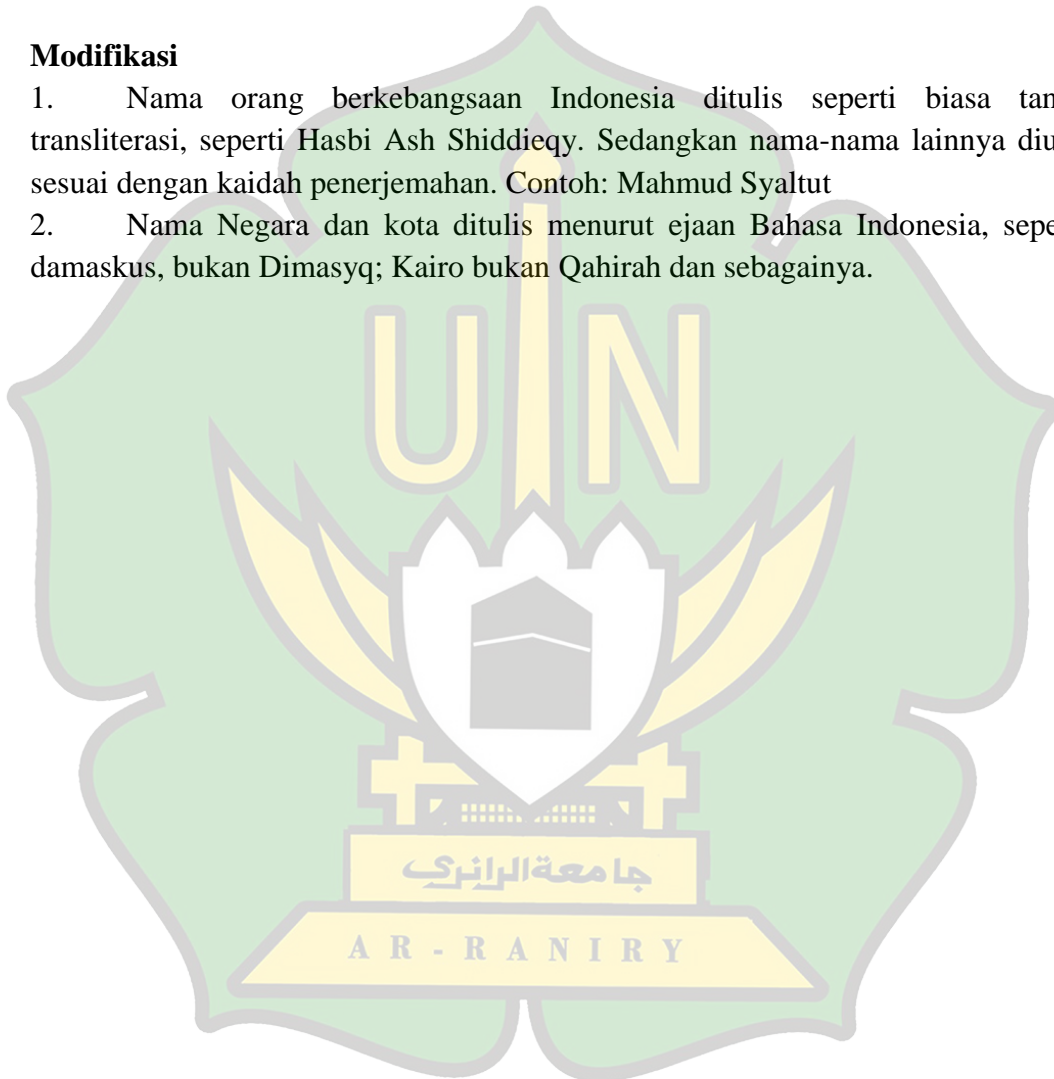 Modifikasi
1. Nama orang berkebangsaan Indonesia ditulis seperti biasa tan
transliterasi, seperti Hasbi Ash Shiddieqy. Sedangkan nama-nama lainnya diu
sesuai dengan kaidah penerjemahan. Contoh: Mahmud Syaltut
2. Nama Negara dan kota ditulis menurut ejaan Bahasa Indonesia, sepe
damaskus, bukan Dimasyq; Kairo bukan Qahirah dan sebagainya.
UIN
جامعةالرانري
AR-RANIRY